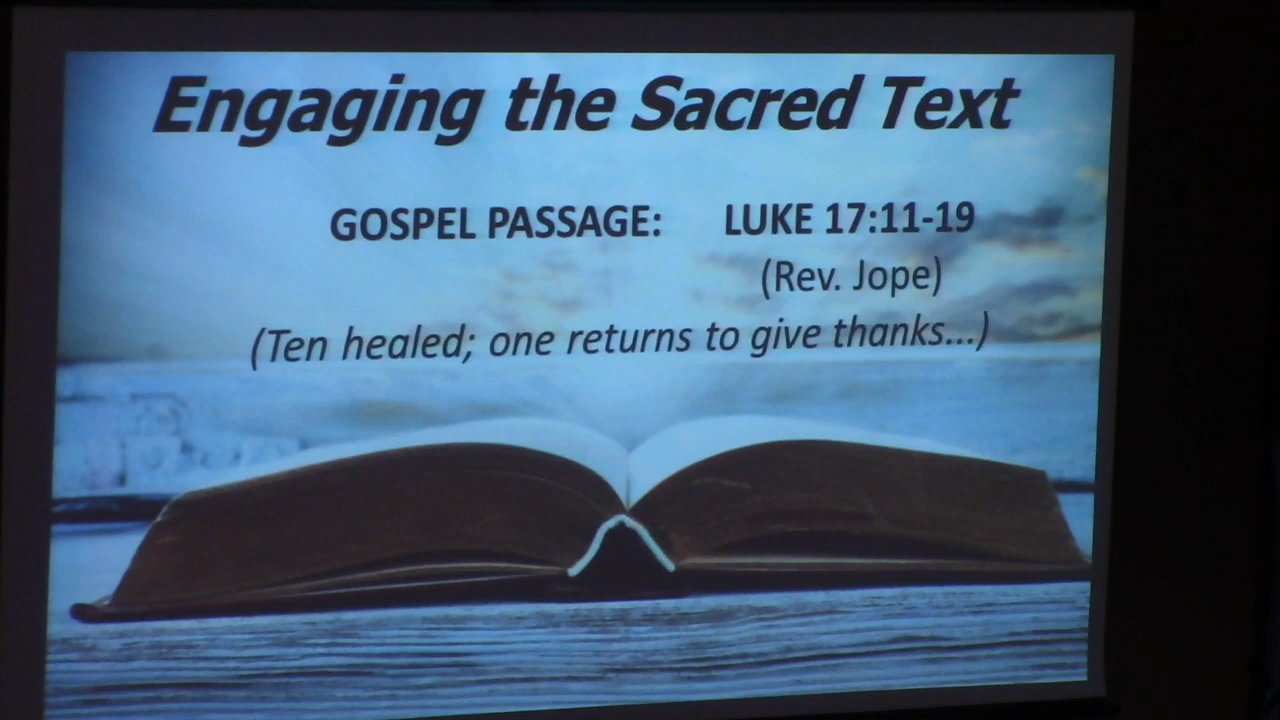 Engaging the Sacred Text
GOSPEL PASSAGE: LUKE 17:11-19
(Rev. Jope)
(Ten healed; one returns to give thanks...)